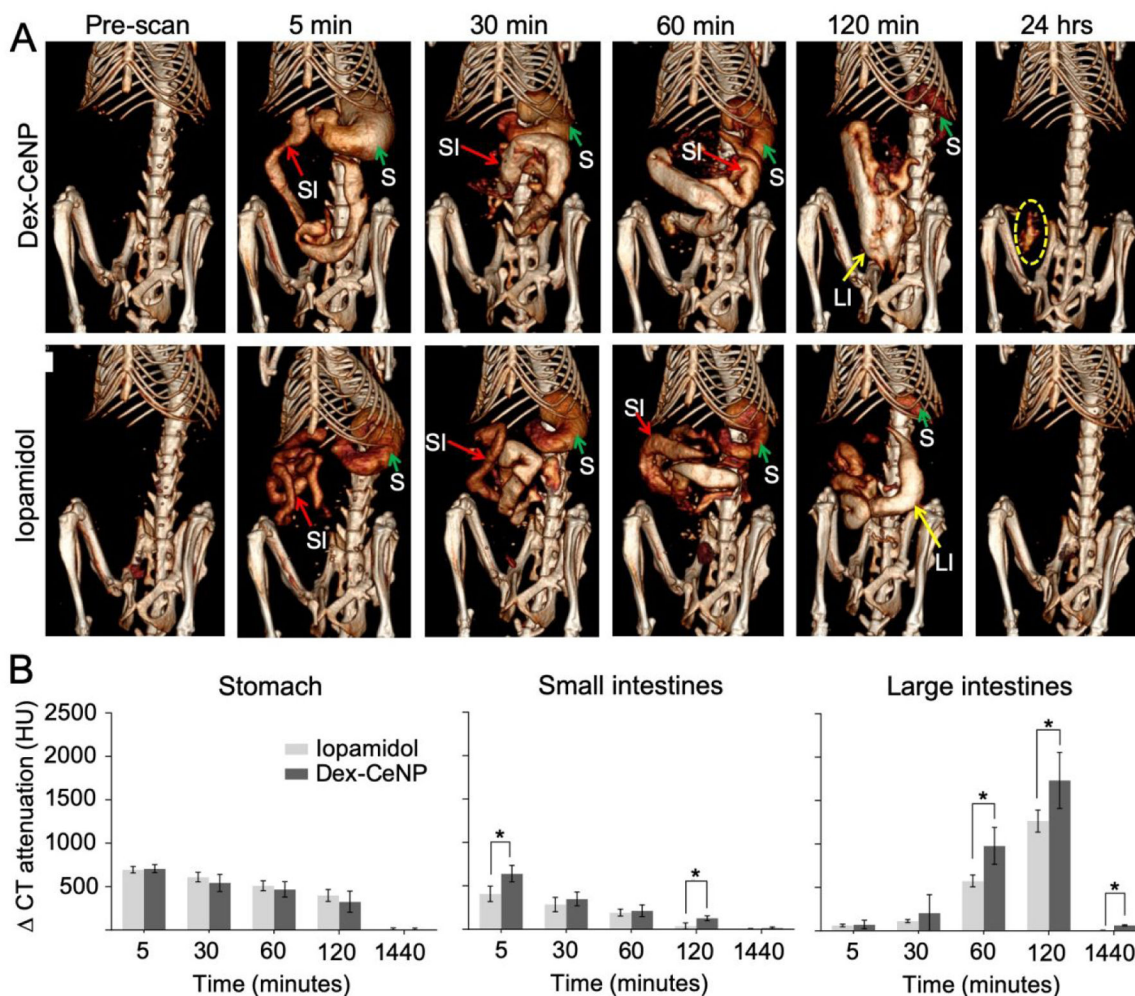 A
Pre-scan 5 min 30 min 60 min 120 min 24 hrs
Dex-CeNP
SI S
SI S
SI S
S LI
Iopamidol
SI S
SI S
SI S
S LI
B
Stomach Small intestines Large intestines
Δ CT attenuation (HU)
2500
2000
1500
1000
500
Iopamidol
Dex-CeNP
* *
* * *
5 30 60 120 1440 5 30 60 120 1440 5 30 60 120 1440
Time (minutes) Time (minutes) Time (minutes)